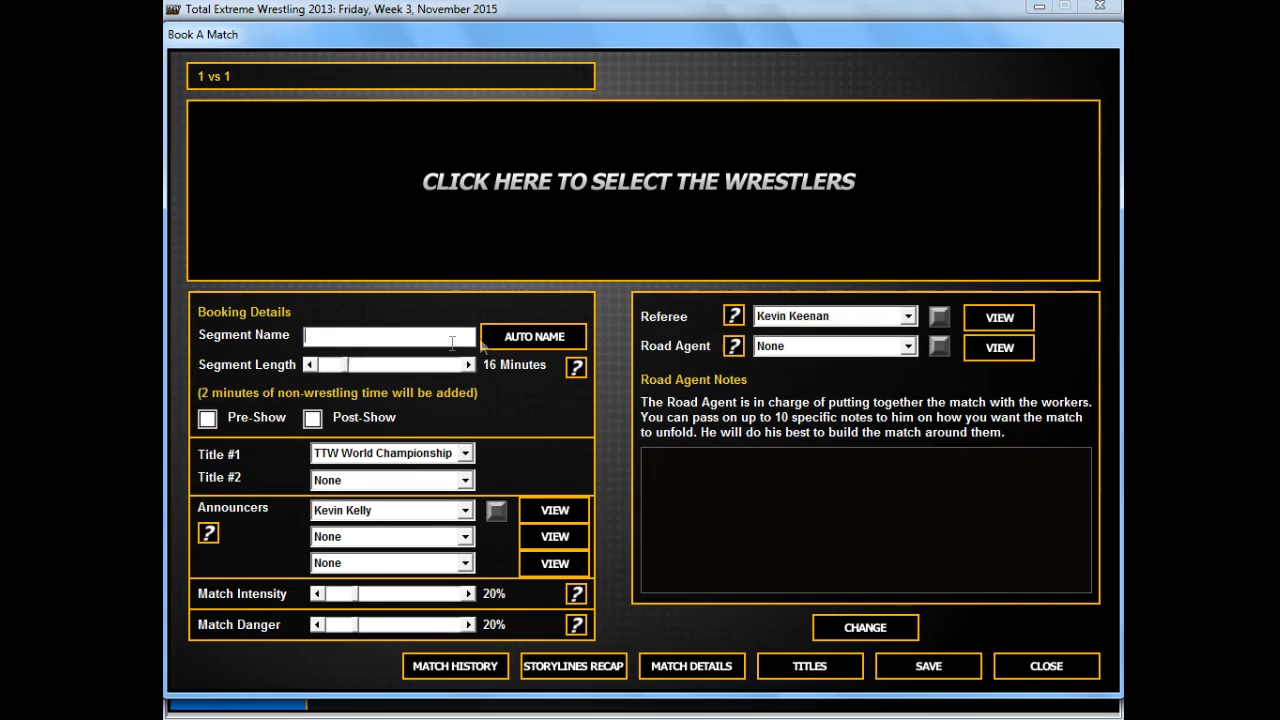 Total Extreme Wrestling 2013: Friday, Week 3, November 2015
Book A Match
1 vs 1
CLICK HERE TO SELECT THE WRESTLERS
Booking Details
Segment Name
AUTO NAME
Segment Length
16 Minutes
?
(2 minutes of non-wrestling time will be added)
Pre-Show
Post-Show
Title #1
TTW World Championship
Title #2
None
Announcers
?
Kevin Kelly
VIEW
None
VIEW
None
VIEW
Match Intensity
20%
?
Match Danger
20%
?
Referee
?
Kevin Keenan
VIEW
Road Agent
?
None
VIEW
Road Agent Notes
The Road Agent is in charge of putting together the match with the workers.
You can pass on up to 10 specific notes to him on how you want the match
to unfold. He will do his best to build the match around them.
CHANGE
MATCH HISTORY
STORYLINES RECAP
MATCH DETAILS
TITLES
SAVE
CLOSE